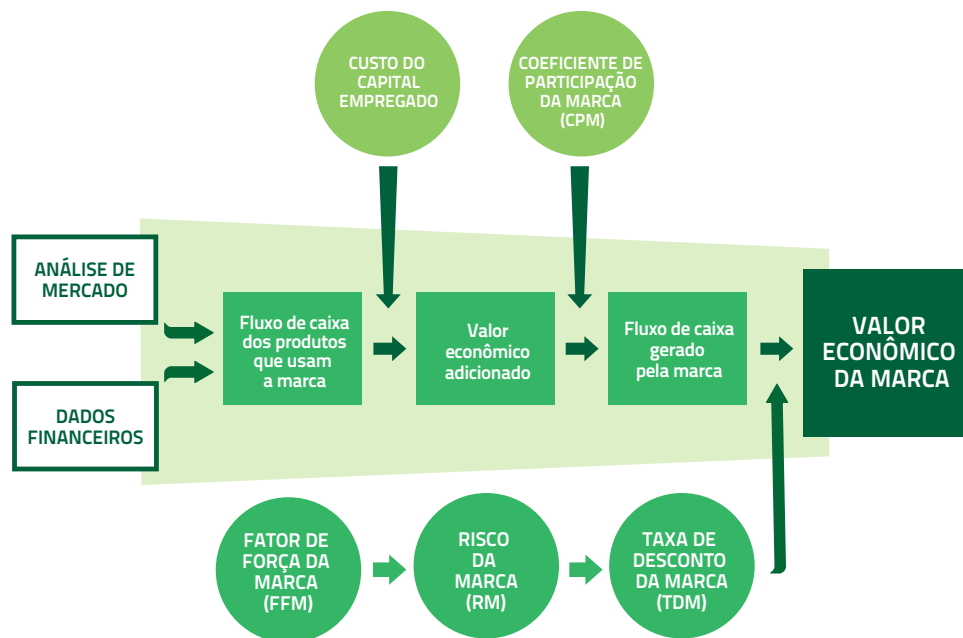 CUSTO DO
CAPITAL
EMPREGADO
COEFICIENTE DE
PARTICIPAÇÃO
DA MARCA
(CPM)
ANÁLISE DE
MERCADO
DADOS
FINANCEIROS
Fluxo de caixa
dos produtos
que usam
a marca
Valor
econômico
adicionado
Fluxo de caixa
gerado
pela marca
VALOR
ECONÔMICO
DA MARCA
FATOR DE
FORÇA DA
MARCA
(FFM)
RISCO
DA
MARCA
(RM)
TAXA DE
DESCONTO
DA MARCA
(TDM)